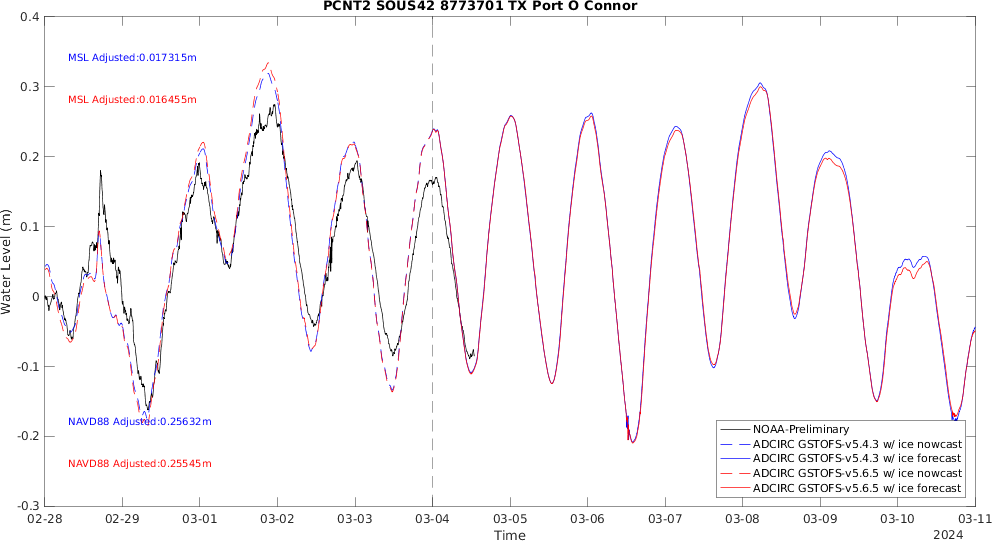 PCNT2 SOUS42 8773701 TX Port O Connor
0.4
MSL Adjusted:0.017315m
0.3
MSL Adjusted:0.016455m
0.2
0.1
Water Level (m)
0
-0.1
-0.2
NAVD88 Adjusted:0.25632m
NAVD88 Adjusted:0.25545m
-0.3
NOAA-Preliminary
ADCIRC GSTOFS-v5.4.3 w/ ice nowcast
ADCIRC GSTOFS-v5.4.3 w/ ice forecast
ADCIRC GSTOFS-v5.6.5 w/ ice nowcast
ADCIRC GSTOFS-v5.6.5 w/ ice forecast
02-28 02-29 03-01 03-02 03-03 03-04 03-05 03-06 03-07 03-08 03-09 03-10 03-11
Time
2024